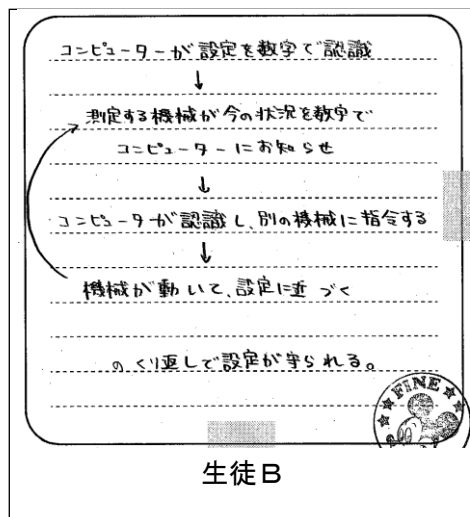 コンピューターが設定を数字で認識
↓
測定する機械が今の状況を数字で
コンピューターにお知らせ
↓
コンピュータが認識し、別の機械に指令する
↓
機械が動いて、設定に近づく
のくり返しで設定が守られる。
FINE
生徒B